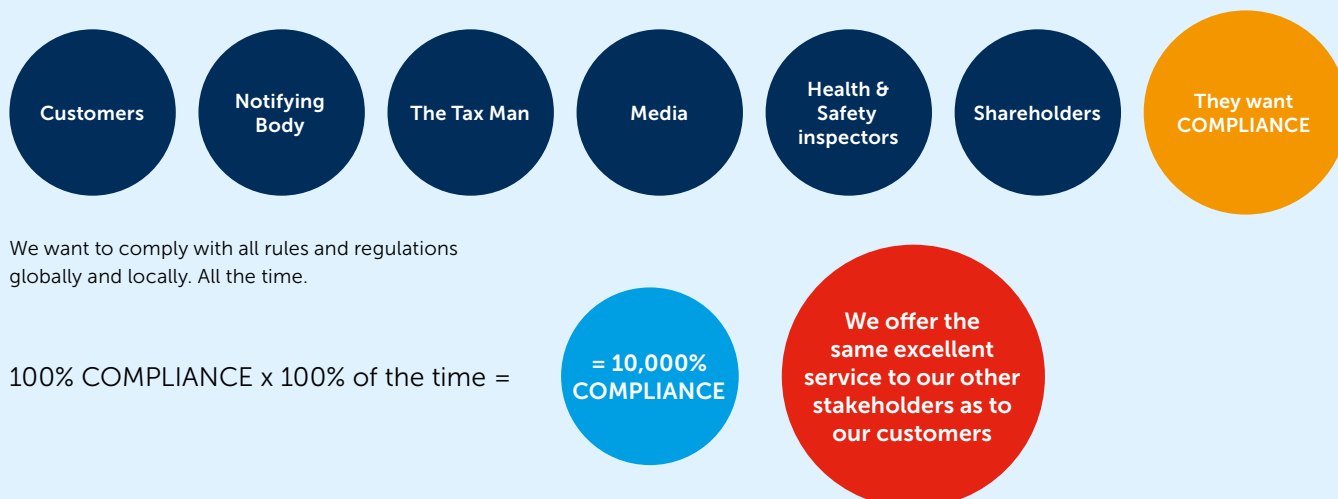 Customers
Notifying
Body
The Tax Man
Media
Health &
Safety
inspectors
Shareholders
They want
COMPLIANCE
We want to comply with all rules and regulations
globally and locally. All the time.
100% COMPLIANCE x 100% of the time =
= 10,000%
COMPLIANCE
We offer the
same excellent
service to our other
stakeholders as to
our customers